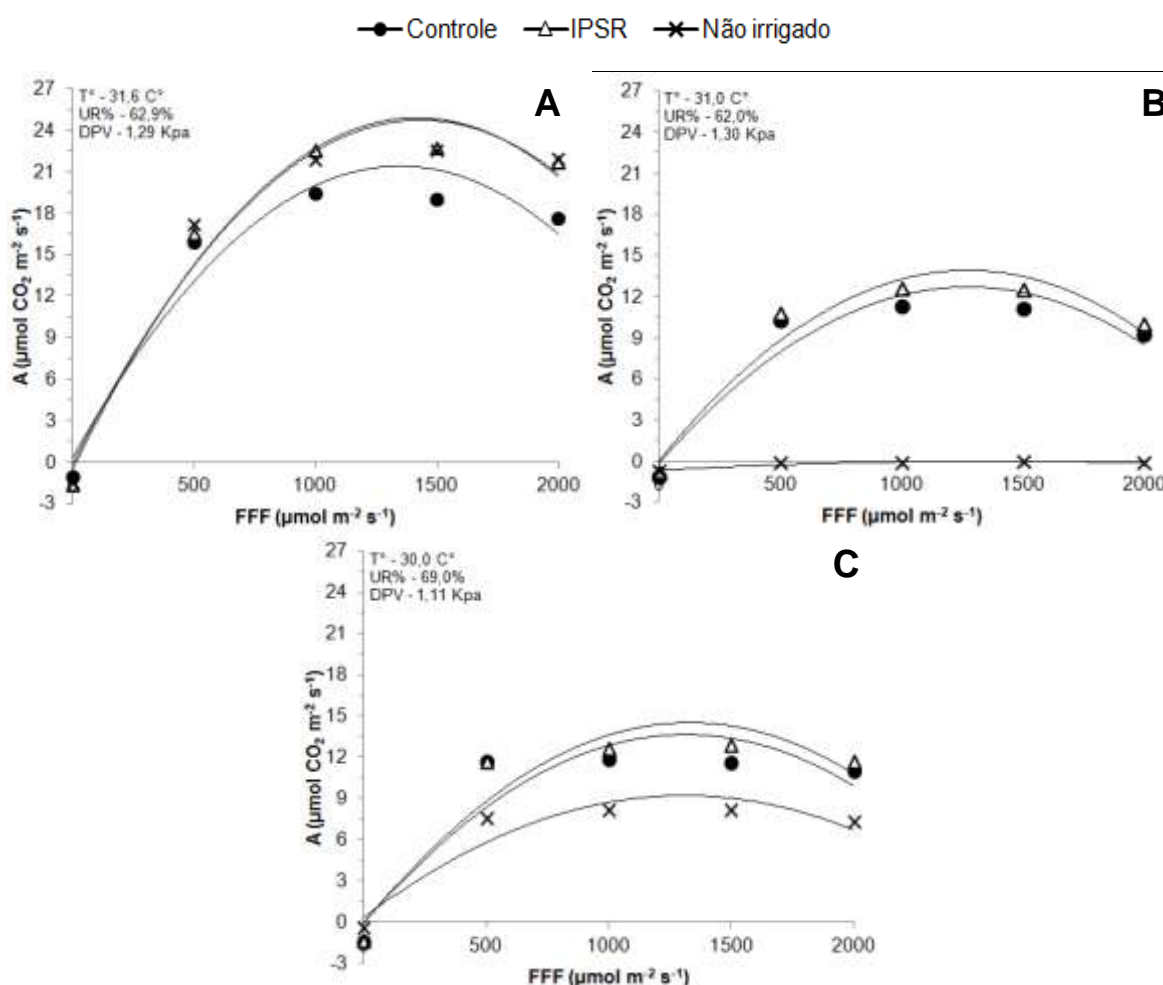 Controle IPSR Não irrigado
A
T° - 31,6 C°
UR% - 62,9%
DPV - 1,29 Kpa
27
24
21
18
15
12
9
6
3
0
-3
A (µmol CO₂ m⁻² s⁻¹)
500 1000 1500 2000
FFF (µmol m⁻² s⁻¹)
B
T° - 31,0 C°
UR% - 62,0%
DPV - 1,30 Kpa
27
24
21
18
15
12
9
6
3
0
-3
A (µmol CO₂ m⁻² s⁻¹)
0 500 1000 1500 2000
FFF (µmol m⁻² s⁻¹)
C
T° - 30,0 C°
UR% - 69,0%
DPV - 1,11 Kpa
27
24
21
18
15
12
9
6
3
0
-3
A (µmol CO₂ m⁻² s⁻¹)
500 1000 1500 2000
FFF (µmol m⁻² s⁻¹)